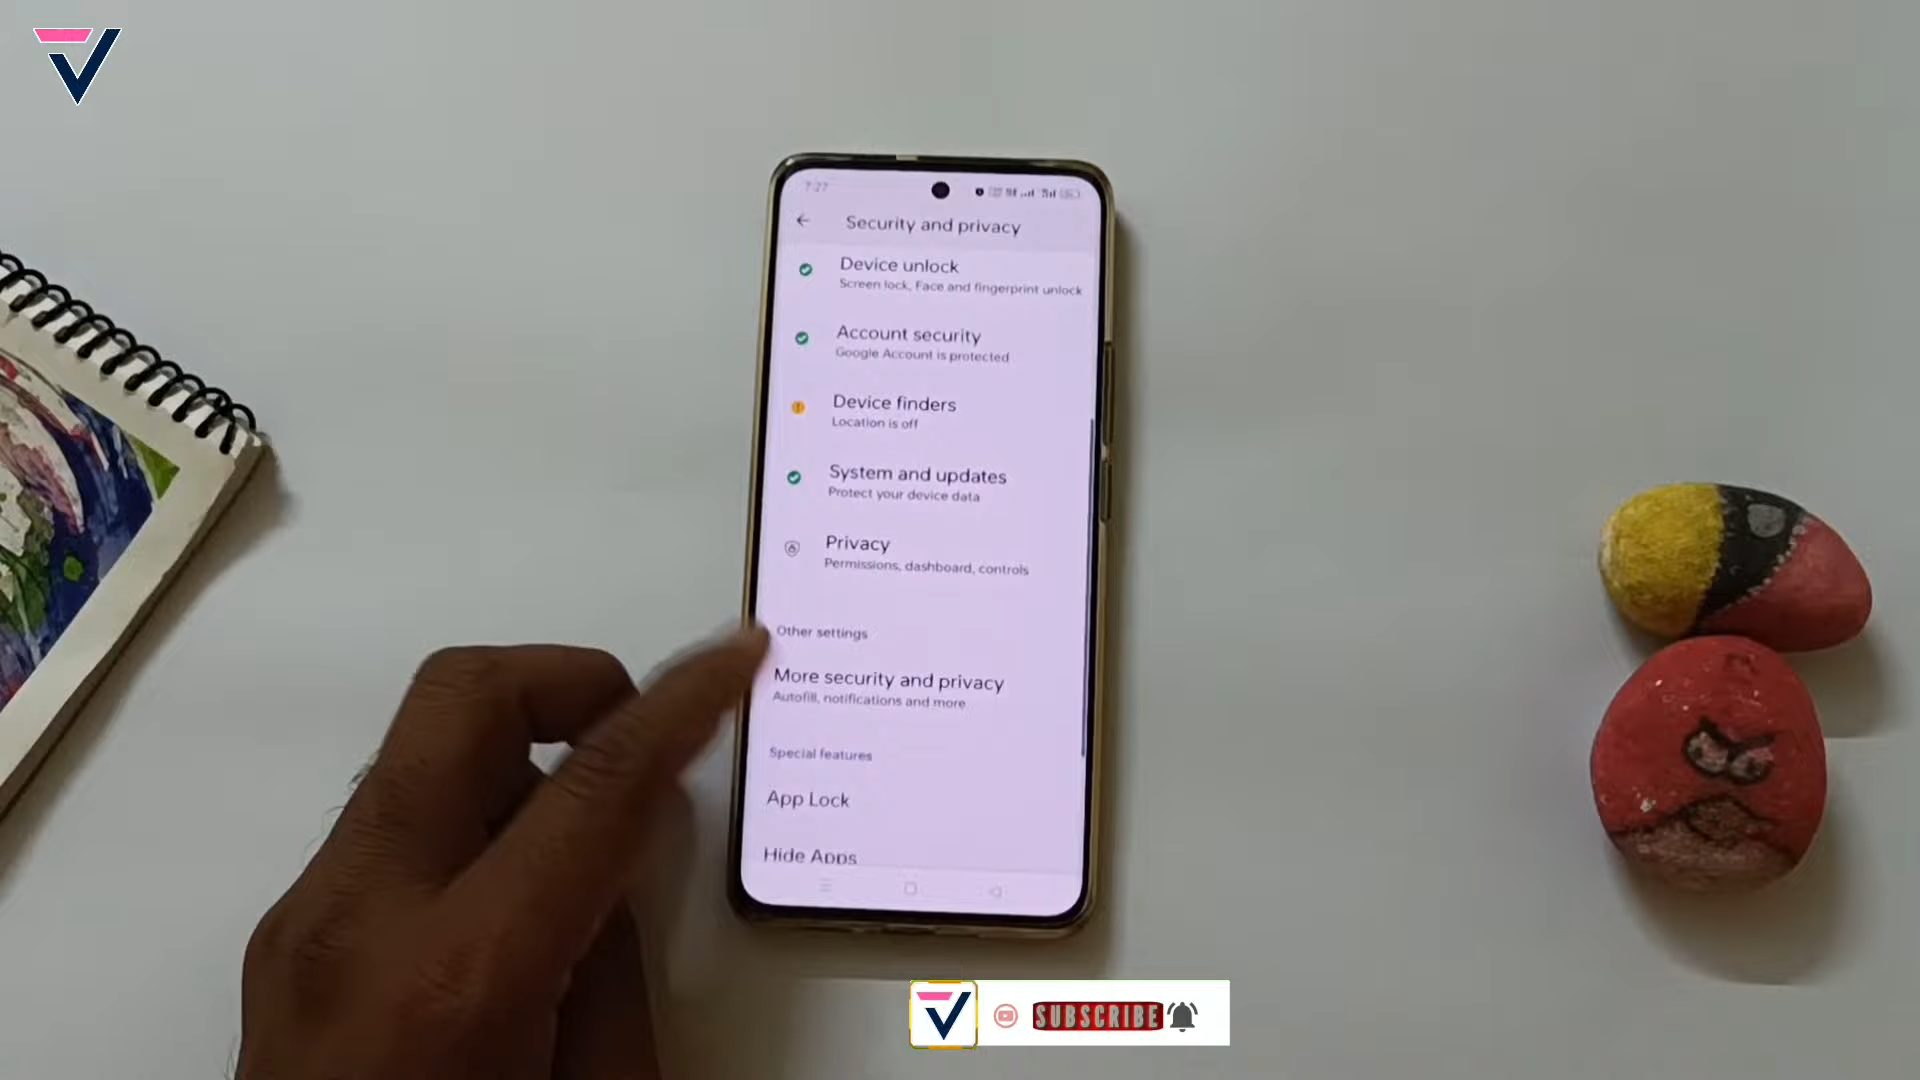 7:27
Security and privacy
Device unlock
Screen lock, Face and fingerprint unlock
Account security
Google Account is protected
Device finders
Location is off
System and updates
Protect your device data
Privacy
Permissions, dashboard, controls
Other settings
More security and privacy
Autofill, notifications and more
Special features
App Lock
Hide Apps
SUBSCRIBE